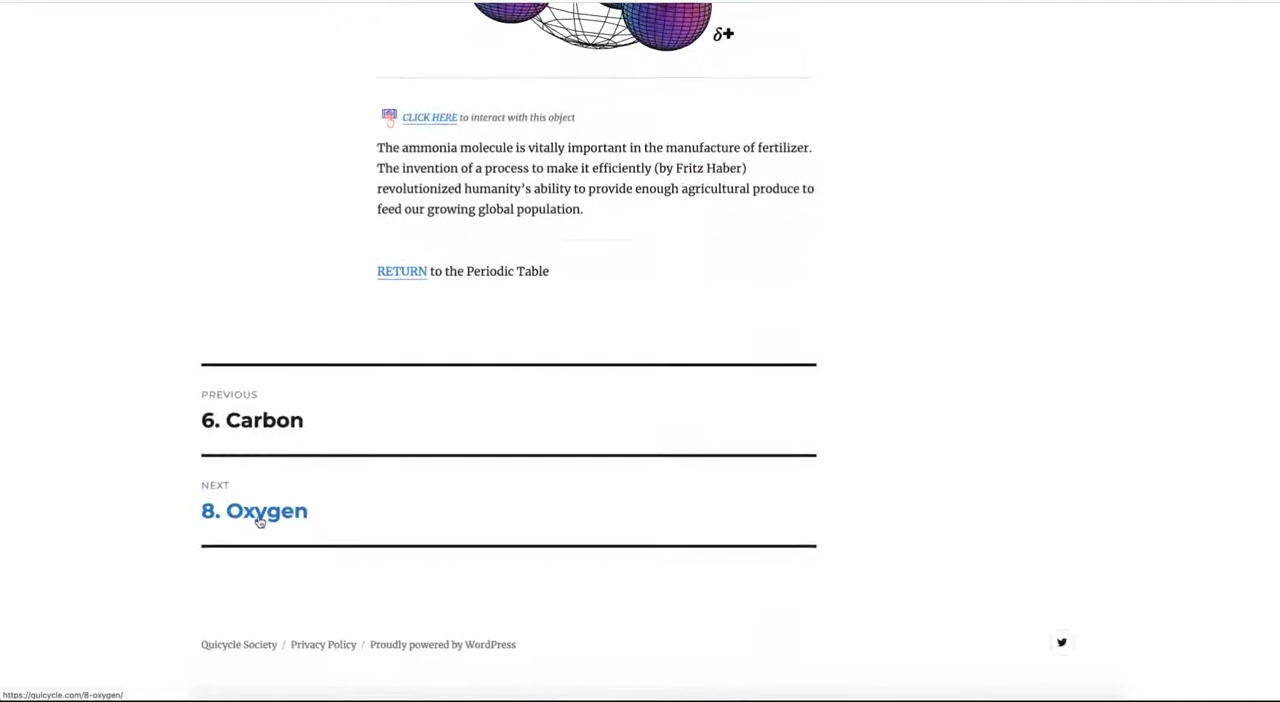 δ+
CLICK HERE to interact with this object
The ammonia molecule is vitally important in the manufacture of fertilizer.
The invention of a process to make it efficiently (by Fritz Haber)
revolutionized humanity’s ability to provide enough agricultural produce to
feed our growing global population.
RETURN to the Periodic Table
PREVIOUS
6. Carbon
NEXT
8. Oxygen
Quicycle Society / Privacy Policy / Proudly powered by WordPress
https://quicycle.com/8-oxygen/